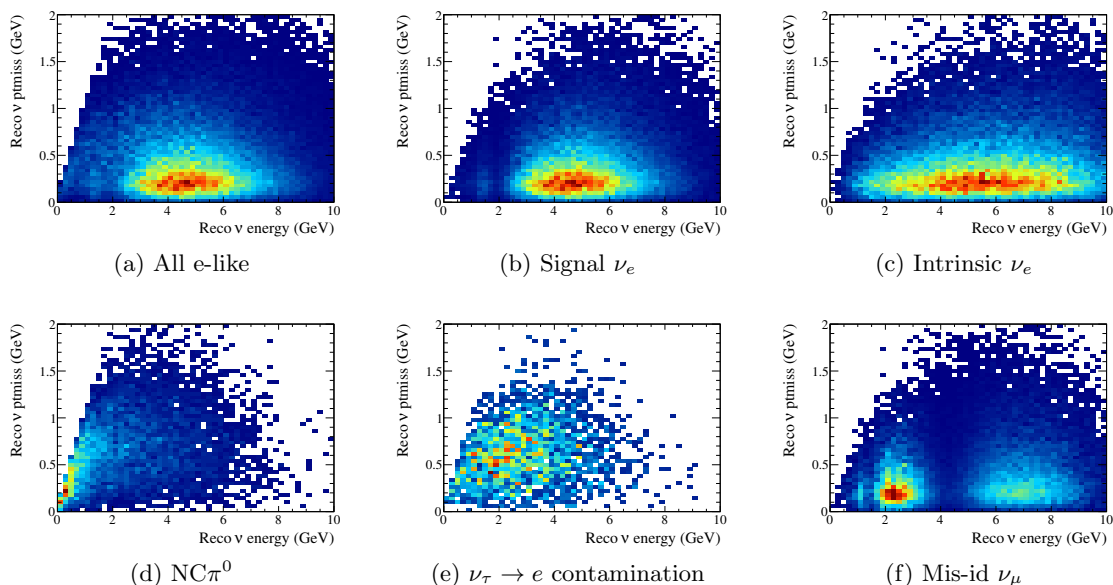 Reco ν ptmiss (GeV)
2
1.5
1
0.5
0
0 2 4 6 8 10
Reco ν energy (GeV)
(a) All e-like
Reco ν ptmiss (GeV)
2
1.5
1
0.5
0
0 2 4 6 8 10
Reco ν energy (GeV)
(b) Signal νₑ
Reco ν ptmiss (GeV)
2
1.5
1
0.5
0
0 2 4 6 8 10
Reco ν energy (GeV)
(c) Intrinsic νₑ
Reco ν ptmiss (GeV)
2
1.5
1
0.5
0
0 2 4 6 8 10
Reco ν energy (GeV)
(d) NCπ⁰
Reco ν ptmiss (GeV)
2
1.5
1
0.5
0
0 2 4 6 8 10
Reco ν energy (GeV)
(e) ν_τ → e contamination
Reco ν ptmiss (GeV)
2
1.5
1
0.5
0
0 2 4 6 8 10
Reco ν energy (GeV)
(f) Mis-id ν_μ